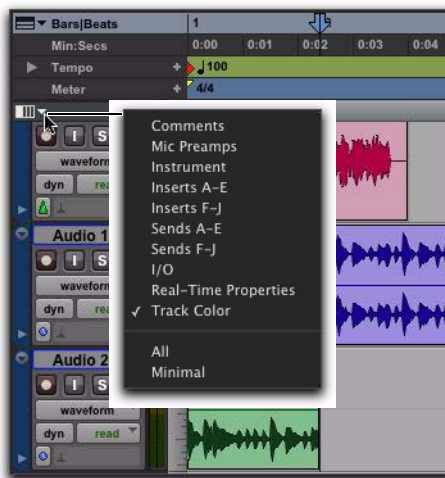 Bars|Beats 1
Min:Secs 0:00 0:01 0:02 0:03 0:04
Tempo + 100
Meter + 4/4
I S
waveform
dyn read
Audio 1
I S
waveform
dyn
Audio 2
I S
waveform
dyn read
Comments
Mic Preamps
Instrument
Inserts A-E
Inserts F-J
Sends A-E
Sends F-J
I/O
Real-Time Properties
✓ Track Color
All
Minimal